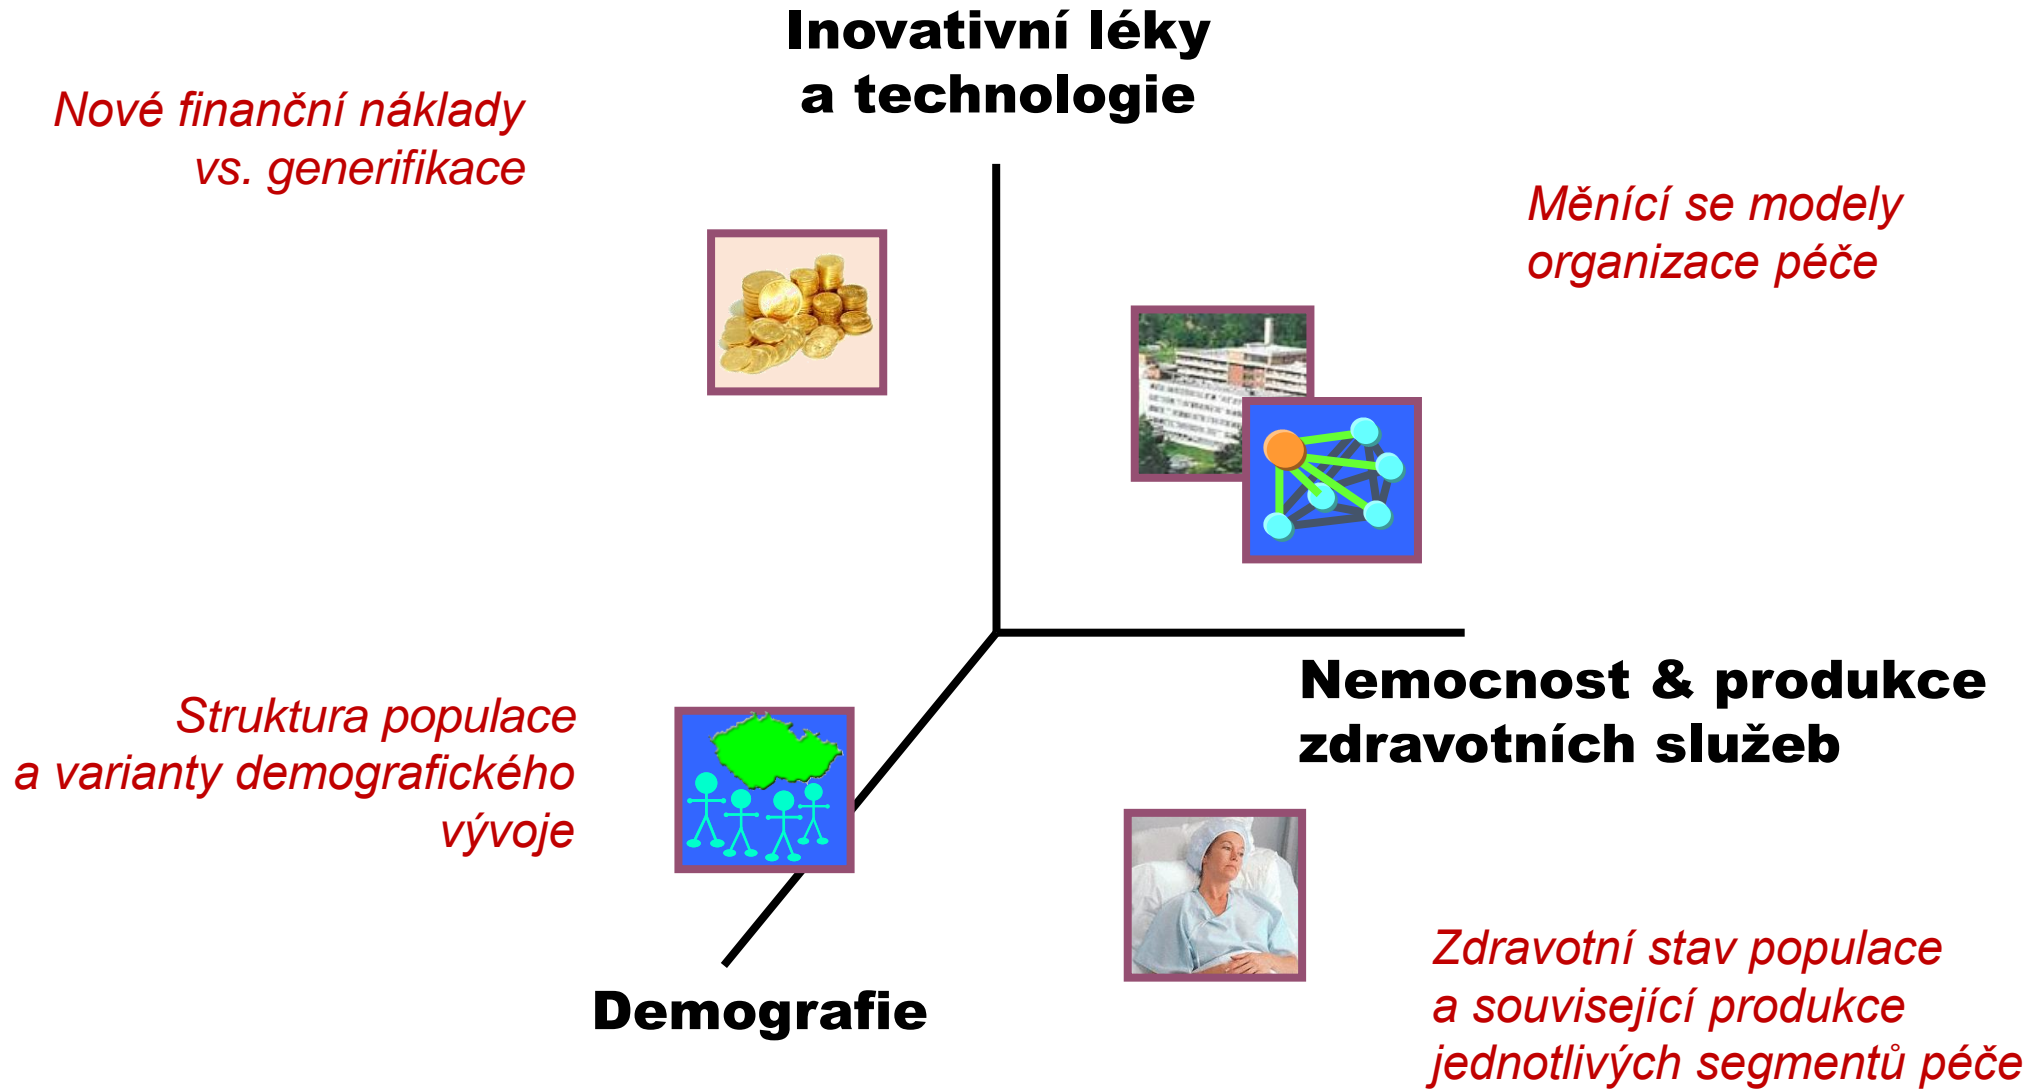 Inovativní léky
a technologie
Nové finanční náklady
vs. generifikace
Měnící se modely
organizace péče
Nemocnost & produkce
zdravotních služeb
Struktura populace
a varianty demografického
vývoje
Demografie
Zdravotní stav populace
a související produkce
jednotlivých segmentů péče